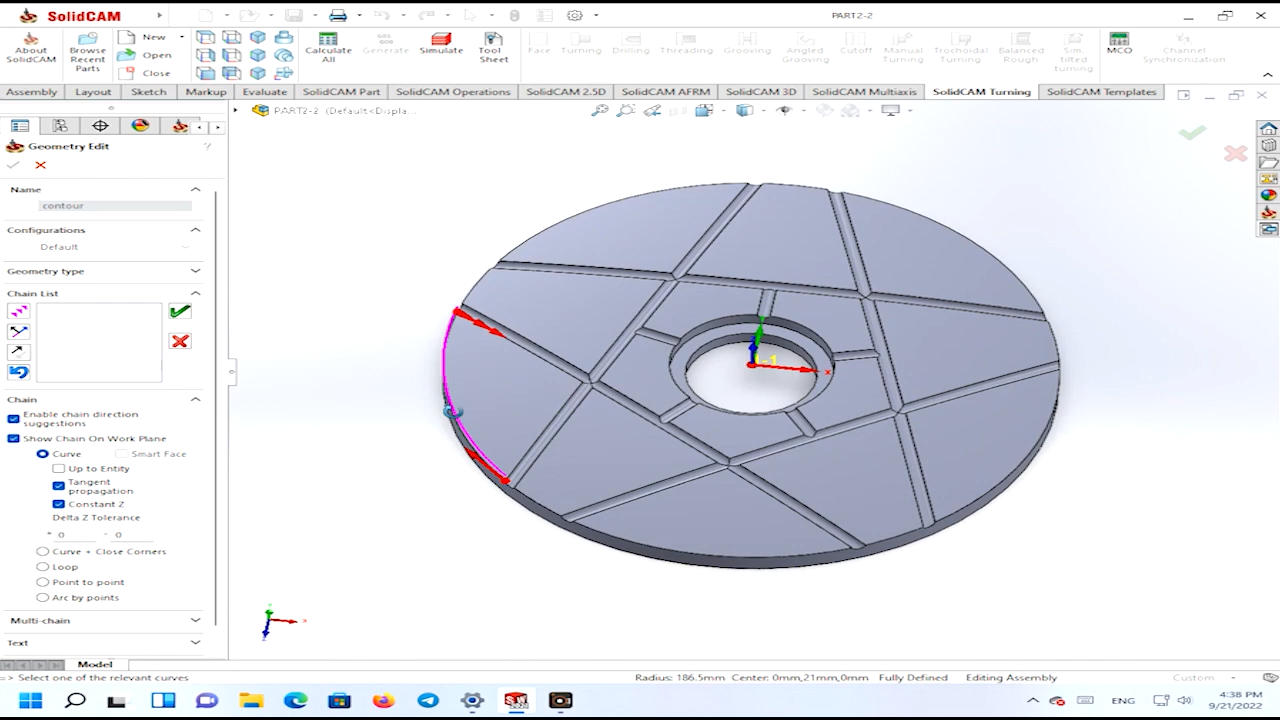 SolidCAM
PART2-2
About SolidCAM
Browse Recent Parts
New
Open
Close
Calculate All
Generate
Simulate
Tool Sheet
Face
Turning
Drilling
Threading
Grooving
Angled Grooving
Cutoff
Manual Turning
Trochoidal Turning
Balanced Rough
Sim. tilted turning
MCO
Channel Synchronization
Assembly
Layout
Sketch
Markup
Evaluate
SolidCAM Part
SolidCAM Operations
SolidCAM 2.5D
SolidCAM AFRM
SolidCAM 3D
SolidCAM Multiaxis
SolidCAM Turning
SolidCAM Templates
PART2-2 (Default<Displa...
Geometry Edit
Name
contour
Configurations
Default
Geometry type
Chain List
Chain
Enable chain direction suggestions
Show Chain On Work Plane
Curve
Smart Face
Up to Entity
Tangent propagation
Constant Z
Delta Z Tolerance
+ 0 - 0
Curve + Close Corners
Loop
Point to point
Arc by points
Multi-chain
Text
Model
=> Select one of the relevant curves
Radius: 186.5mm Center: 0mm,21mm,0mm
Fully Defined
Editing Assembly
Custom
ENG
4:38 PM
9/21/2022